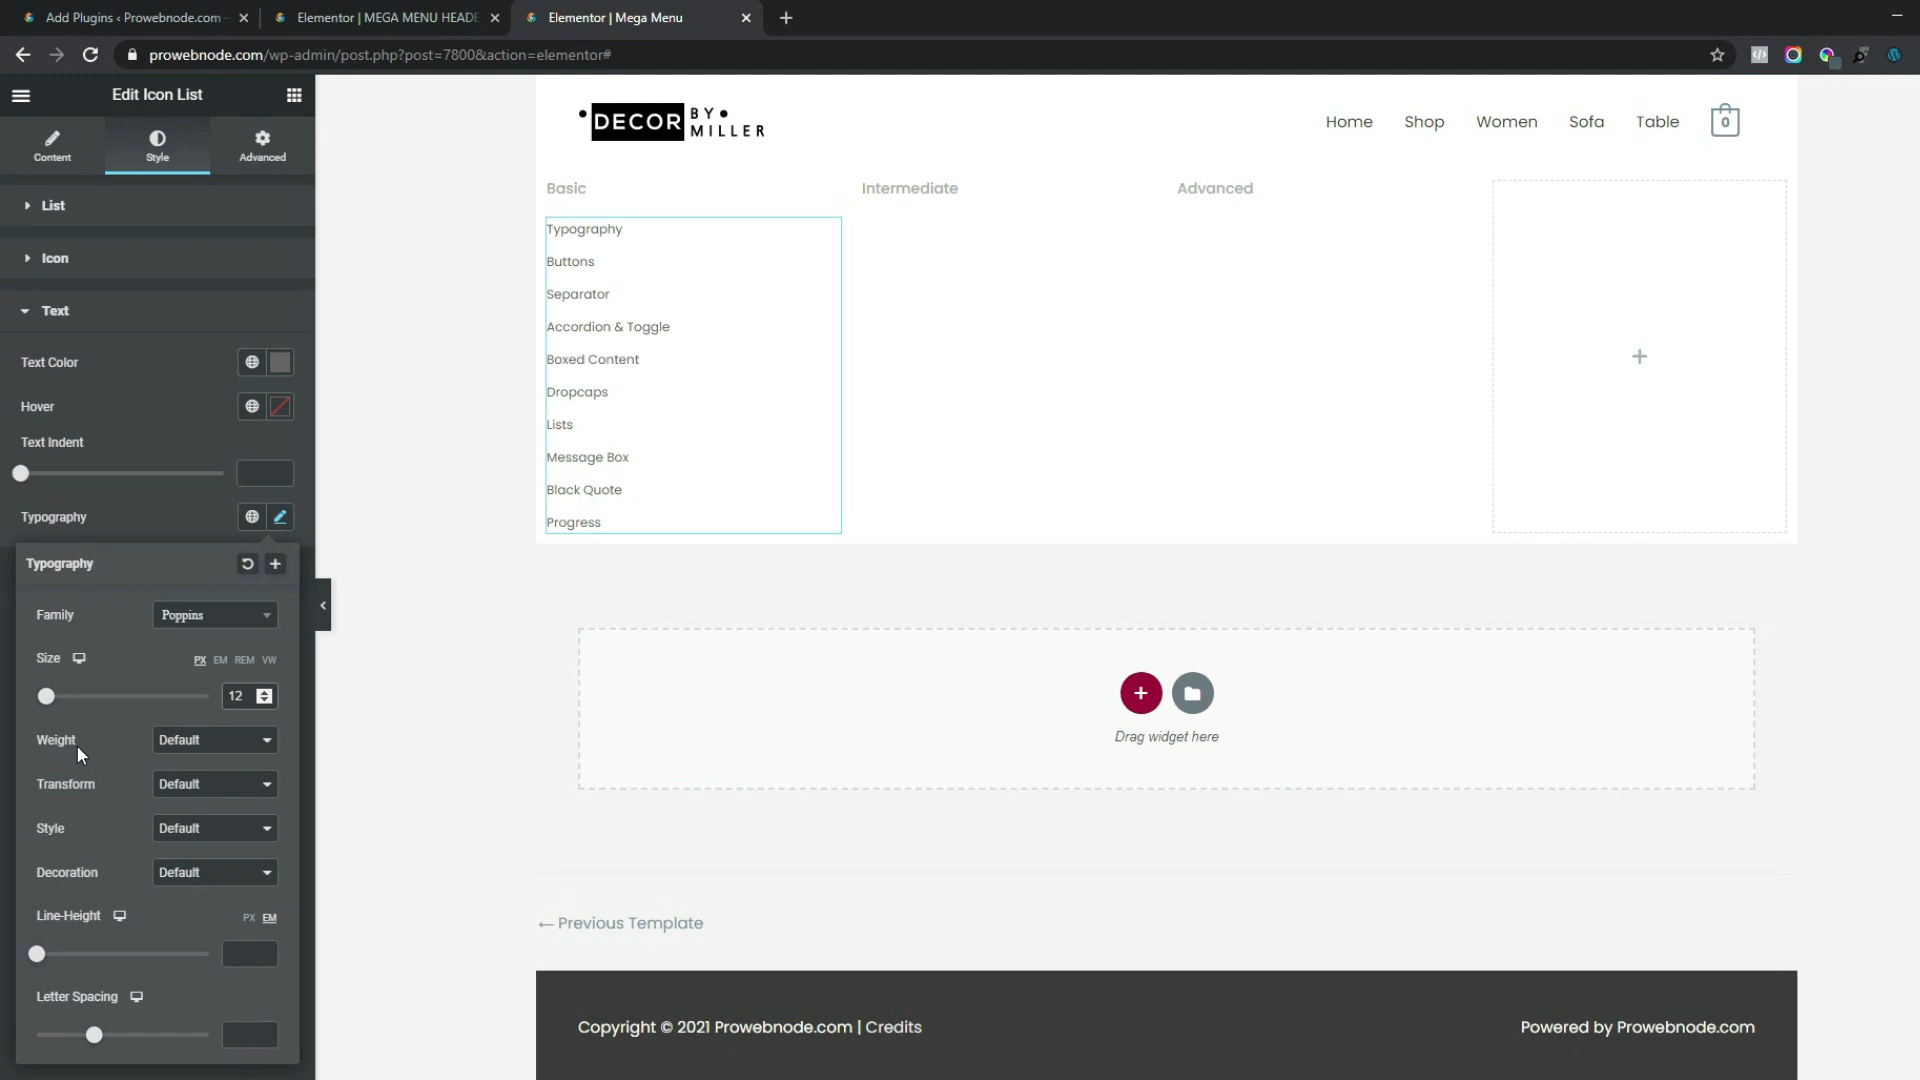 Add Plugins ‹ Prowebnode.com -
Elementor | MEGA MENU HEADE
Elementor | Mega Menu
prowebnode.com/wp-admin/post.php?post=7800&action=elementor#
Edit Icon List
Content
Style
Advanced
List
Icon
Text
Text Color
Hover
Text Indent
Typography
Typography
Family
Poppins
Size
PX EM REM VW
12
Weight
Default
Transform
Default
Style
Default
Decoration
Default
Line-Height
PX EM
Letter Spacing
DECOR
BY
MILLER
Home
Shop
Women
Sofa
Table
0
Basic
Intermediate
Advanced
Typography
Buttons
Separator
Accordion & Toggle
Boxed Content
Dropcaps
Lists
Message Box
Black Quote
Progress
Drag widget here
← Previous Template
Copyright © 2021 Prowebnode.com | Credits
Powered by Prowebnode.com